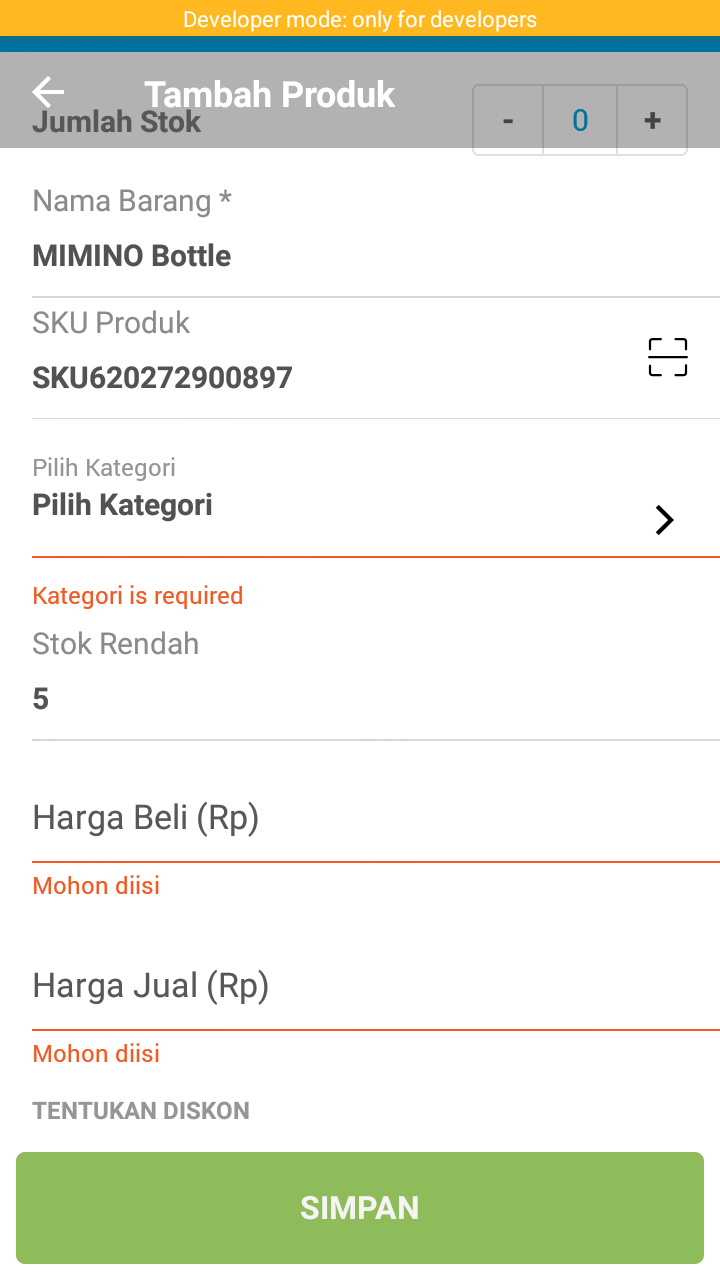 Developer mode: only for developers
Tambah Produk
Jumlah Stok
- 0 +
Nama Barang *
MIMINO Bottle
SKU Produk
SKU620272900897
Pilih Kategori
Pilih Kategori
Kategori is required
Stok Rendah
5
Harga Beli (Rp)
Mohon diisi
Harga Jual (Rp)
Mohon diisi
TENTUKAN DISKON
SIMPAN